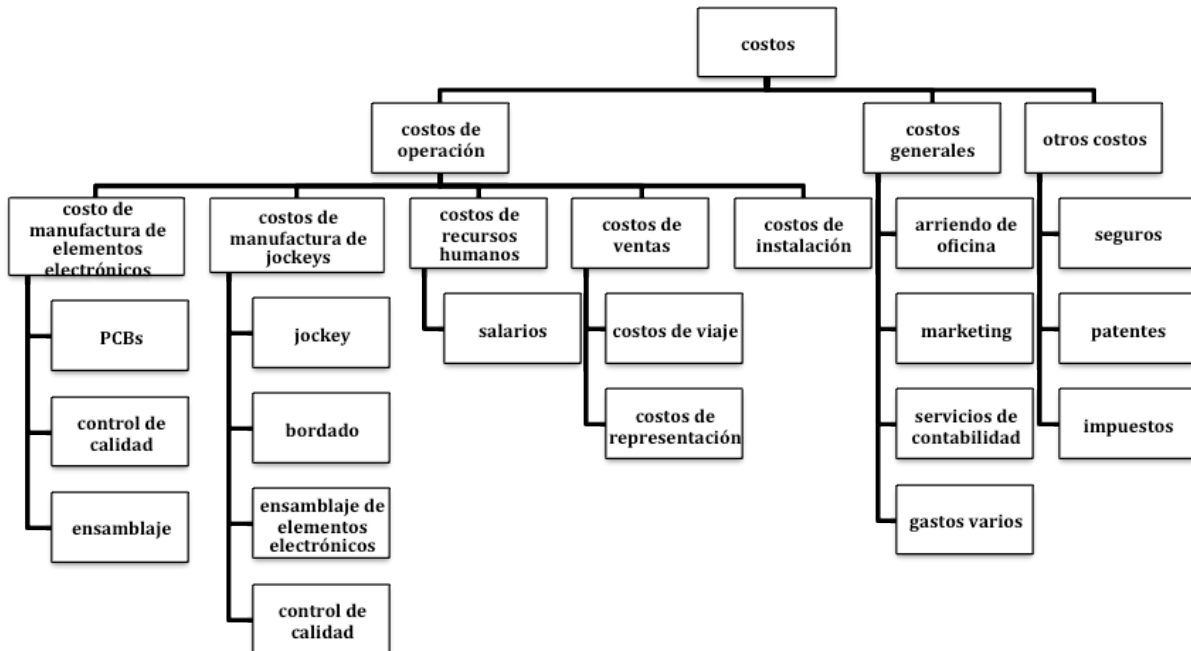 costos
costos de
operación
costos
generales
otros costos
costo de
manufactura de
elementos
electrónicos
costos de
manufactura de
jockeys
costos de
recursos
humanos
costos de
ventas
costos de
instalación
arriendo de
oficina
seguros
PCBs
jockey
salarios
costos de viaje
marketing
patentes
control de
calidad
bordado
costos de
representación
servicios de
contabilidad
impuestos
ensamblaje
ensamblaje de
elementos
electrónicos
gastos varios
control de
calidad